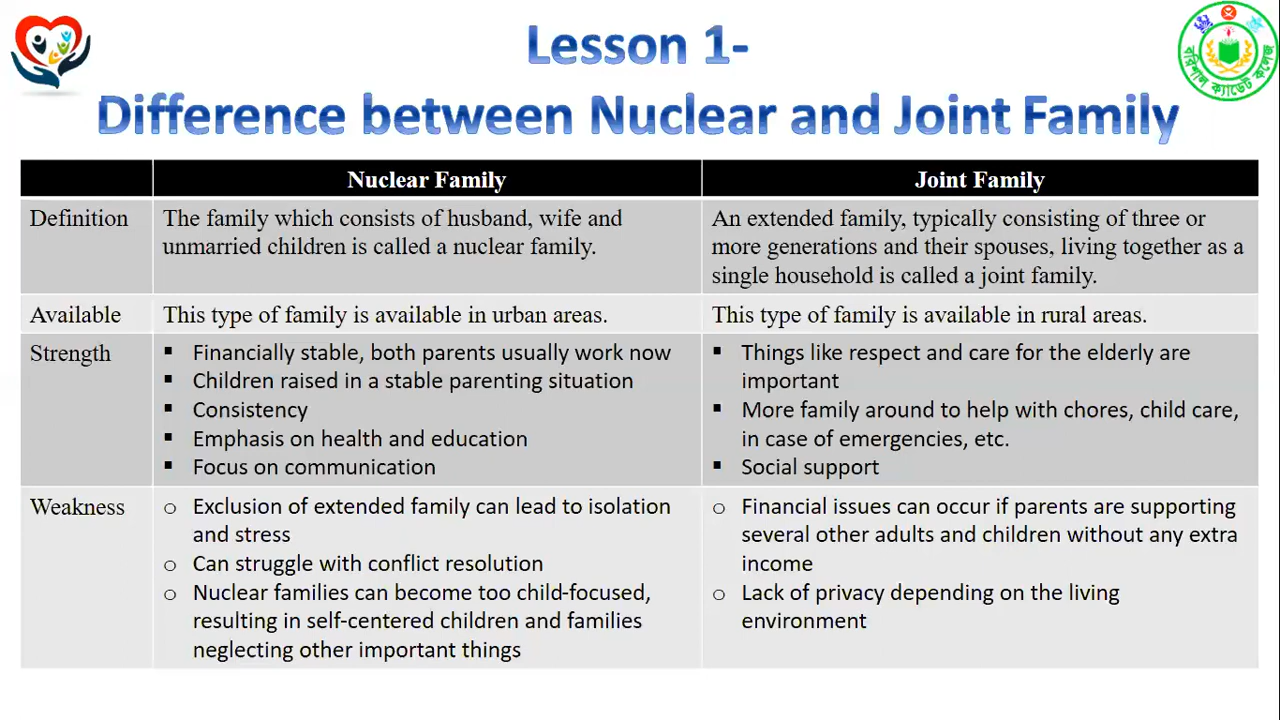 Lesson 1-
Difference between Nuclear and Joint Family
বরিশাল ক্যাডেট কলেজ
Nuclear Family
Joint Family
Definition
The family which consists of husband, wife and
unmarried children is called a nuclear family.
An extended family, typically consisting of three or
more generations and their spouses, living together as a
single household is called a joint family.
Available
This type of family is available in urban areas.
This type of family is available in rural areas.
Strength
▪ Financially stable, both parents usually work now
▪ Children raised in a stable parenting situation
▪ Consistency
▪ Emphasis on health and education
▪ Focus on communication
▪ Things like respect and care for the elderly are
important
▪ More family around to help with chores, child care,
in case of emergencies, etc.
▪ Social support
Weakness
o Exclusion of extended family can lead to isolation
and stress
o Can struggle with conflict resolution
o Nuclear families can become too child-focused,
resulting in self-centered children and families
neglecting other important things
o Financial issues can occur if parents are supporting
several other adults and children without any extra
income
o Lack of privacy depending on the living
environment